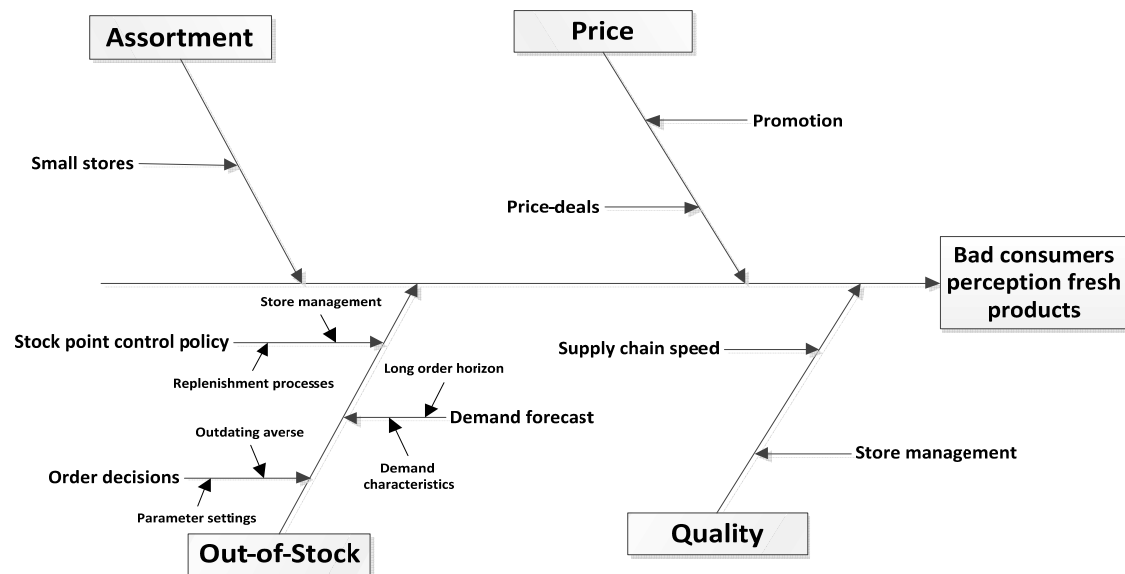 Assortment
Price
Promotion
Small stores
Price-deals
Bad consumers
perception fresh
products
Store management
Stock point control policy
Replenishment processes
Supply chain speed
Long order horizon
Demand forecast
Outdating averse
Demand
characteristics
Store management
Order decisions
Parameter settings
Quality
Out-of-Stock